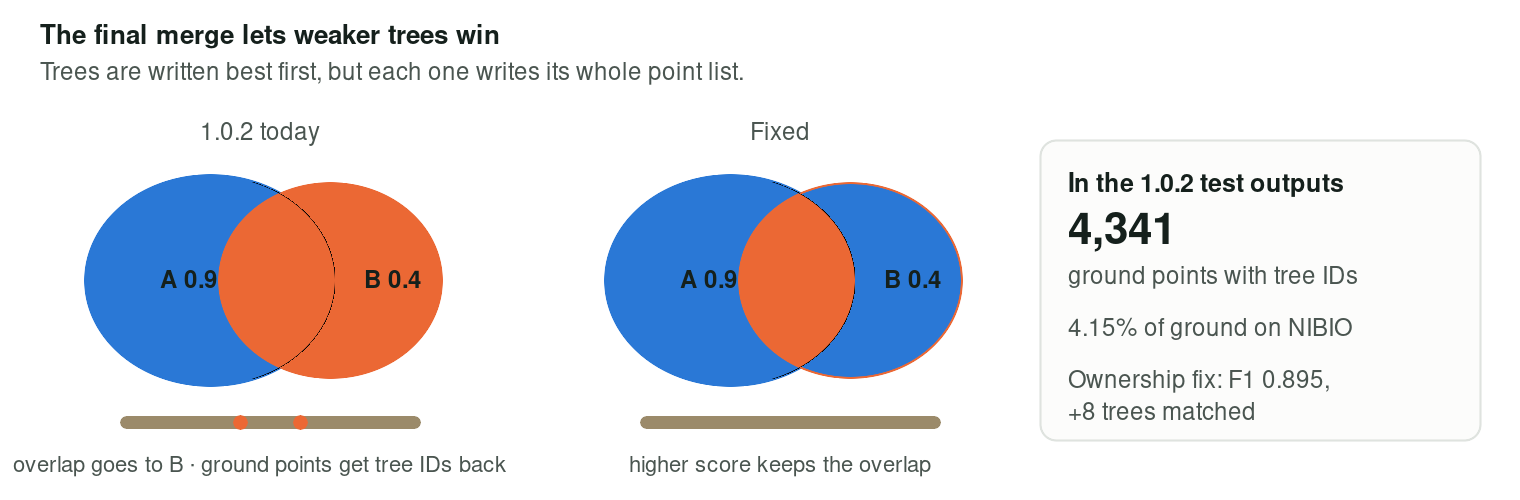 The final merge lets weaker trees win
Trees are written best first, but each one writes its whole point list.
1.0.2 today
A 0.9
B 0.4
overlap goes to B · ground points get tree IDs back
Fixed
A 0.9
B 0.4
higher score keeps the overlap
In the 1.0.2 test outputs
4,341
ground points with tree IDs
4.15% of ground on NIBIO
Ownership fix: F1 0.895,
+8 trees matched